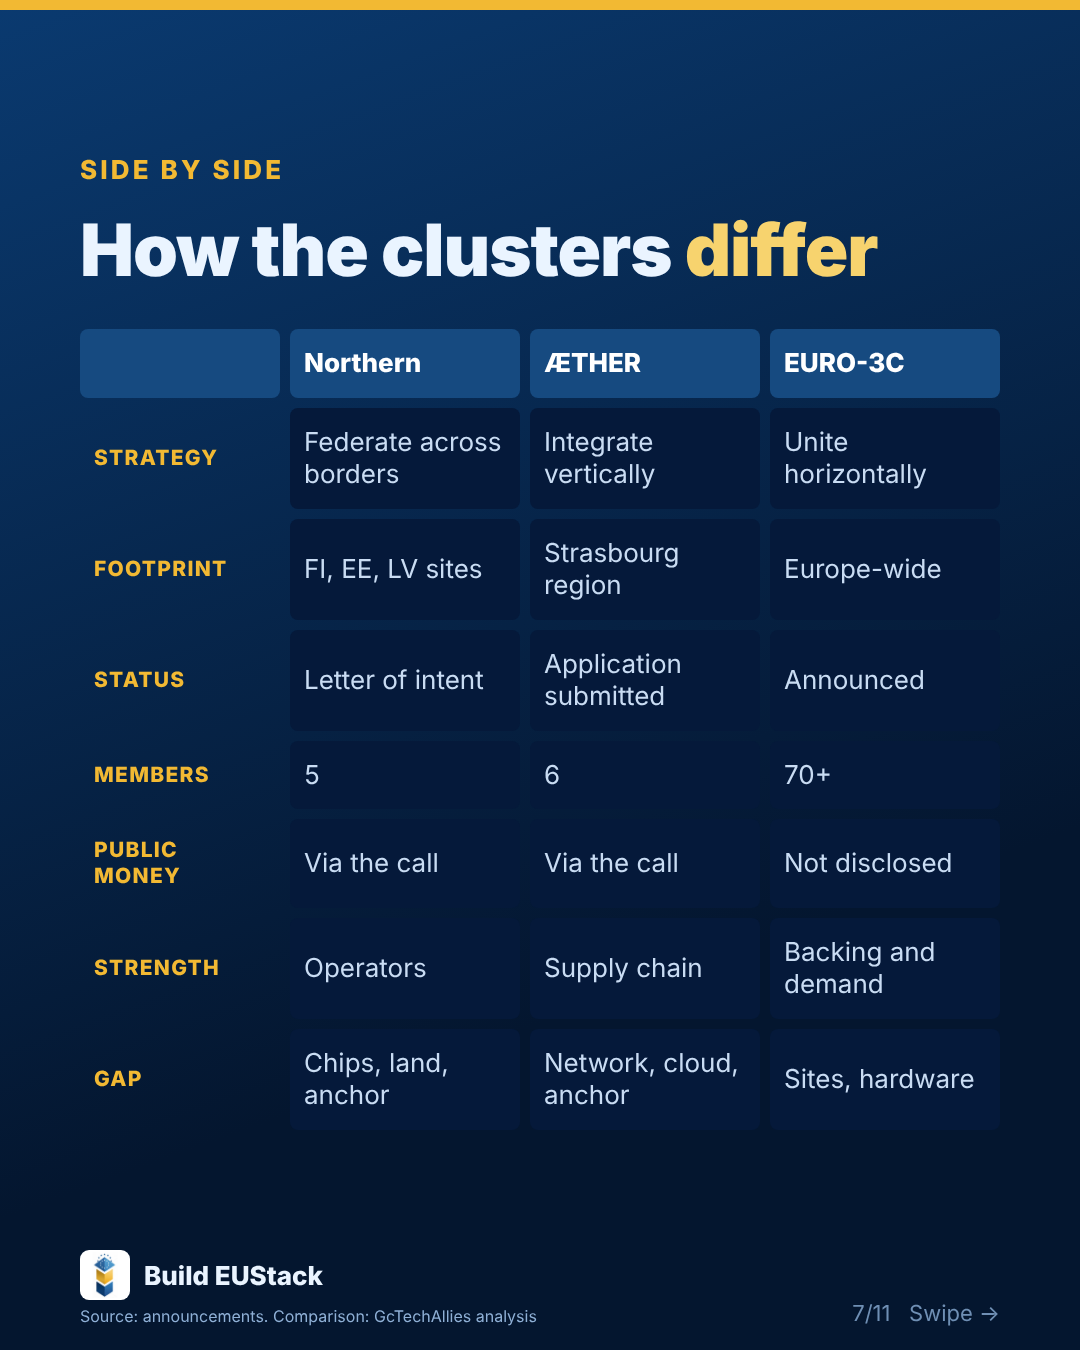 SIDE BY SIDE
How the clusters differ
Northern ÆTHER EURO-3C
STRATEGY
Federate across
borders
Integrate
vertically
Unite
horizontally
FOOTPRINT
FI, EE, LV sites
Strasbourg
region
Europe-wide
STATUS
Letter of intent
Application
submitted
Announced
MEMBERS
5
6
70+
PUBLIC
MONEY
Via the call
Via the call
Not disclosed
STRENGTH
Operators
Supply chain
Backing and
demand
GAP
Chips, land,
anchor
Network, cloud,
anchor
Sites, hardware
Build EUStack
Source: announcements. Comparison: GcTechAllies analysis
7/11 Swipe →